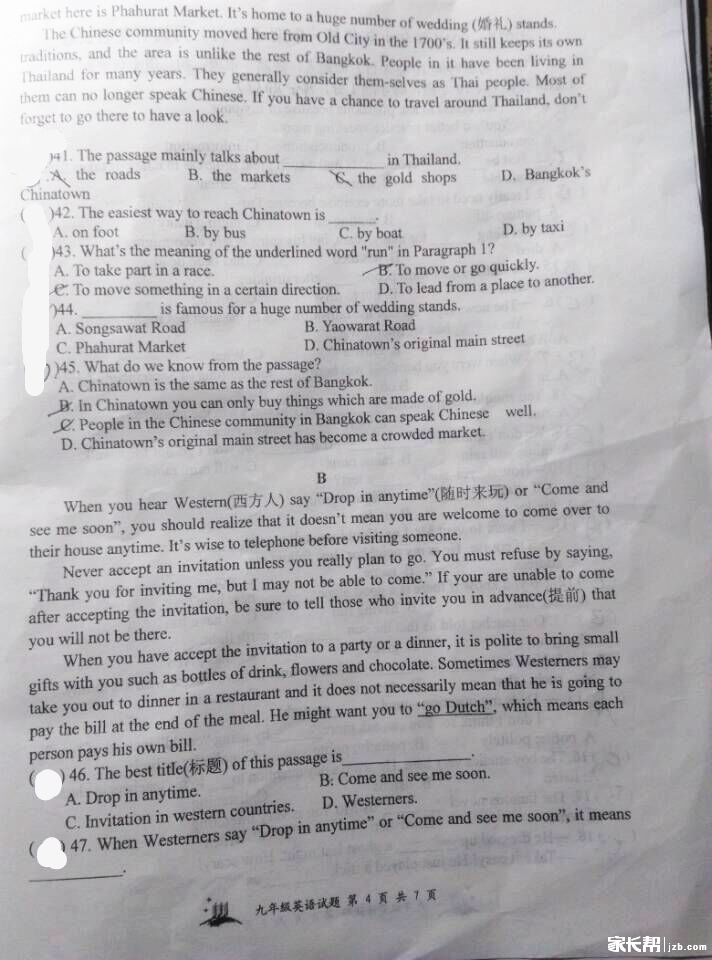 market here is Phahurat Market. It's home to a huge number of wedding (婚礼) stands.
The Chinese community moved here from Old City in the 1700's. It still keeps its own
traditions, and the area is unlike the rest of Bangkok. People in it have been living in
Thailand for many years. They generally consider them-selves as Thai people. Most of
them can no longer speak Chinese. If you have a chance to travel around Thailand, don't
forget to go there to have a look.
)41. The passage mainly talks about ____________ in Thailand.
A. the roads B. the markets C. the gold shops D. Bangkok's
Chinatown
( )42. The easiest way to reach Chinatown is ______.
A. on foot B. by bus C. by boat D. by taxi
( )43. What's the meaning of the underlined word "run" in Paragraph 1?
A. To take part in a race. B. To move or go quickly.
C. To move something in a certain direction. D. To lead from a place to another.
)44. __________ is famous for a huge number of wedding stands.
A. Songsawat Road B. Yaowarat Road
C. Phahurat Market D. Chinatown's original main street
)45. What do we know from the passage?
A. Chinatown is the same as the rest of Bangkok.
B. In Chinatown you can only buy things which are made of gold.
C. People in the Chinese community in Bangkok can speak Chinese well.
D. Chinatown's original main street has become a crowded market.
B
When you hear Western(西方人) say “Drop in anytime”(随时来玩) or “Come and
see me soon”, you should realize that it doesn't mean you are welcome to come over to
their house anytime. It's wise to telephone before visiting someone.
Never accept an invitation unless you really plan to go. You must refuse by saying,
“Thank you for inviting me, but I may not be able to come.” If your are unable to come
after accepting the invitation, be sure to tell those who invite you in advance(提前) that
you will not be there.
When you have accept the invitation to a party or a dinner, it is polite to bring small
gifts with you such as bottles of drink, flowers and chocolate. Sometimes Westerners may
take you out to dinner in a restaurant and it does not necessarily mean that he is going to
pay the bill at the end of the meal. He might want you to “go Dutch”, which means each
person pays his own bill.
( ) 46. The best title(标题) of this passage is________________.
A. Drop in anytime. B: Come and see me soon.
C. Invitation in western countries. D. Westerners.
( ) 47. When Westerners say “Drop in anytime” or “Come and see me soon”, it means
____________.
九年级英语试题 第 4 页 共 7 页
家长帮 jzb.com